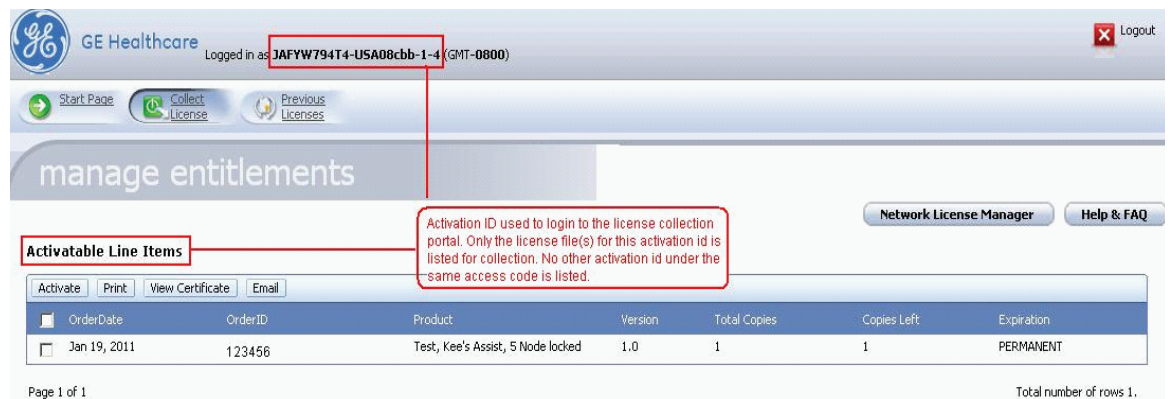 GE Healthcare
Logged in as JAFYW794T4-USA08cbb-1-4 (GMT-0800)
Logout
Start Page
Collect
License
Previous
Licenses
manage entitlements
Network License Manager
Help & FAQ
Activation ID used to login to the license collection
portal. Only the license file(s) for this activation id is
listed for collection. No other activation id under the
same access code is listed.
Activatable Line Items
Activate Print View Certificate Email
OrderDate OrderID Product Version Total Copies Copies Left Expiration
Jan 19, 2011 123456 Test, Kee's Assist, 5 Node locked 1.0 1 1 PERMANENT
Page 1 of 1
Total number of rows 1.